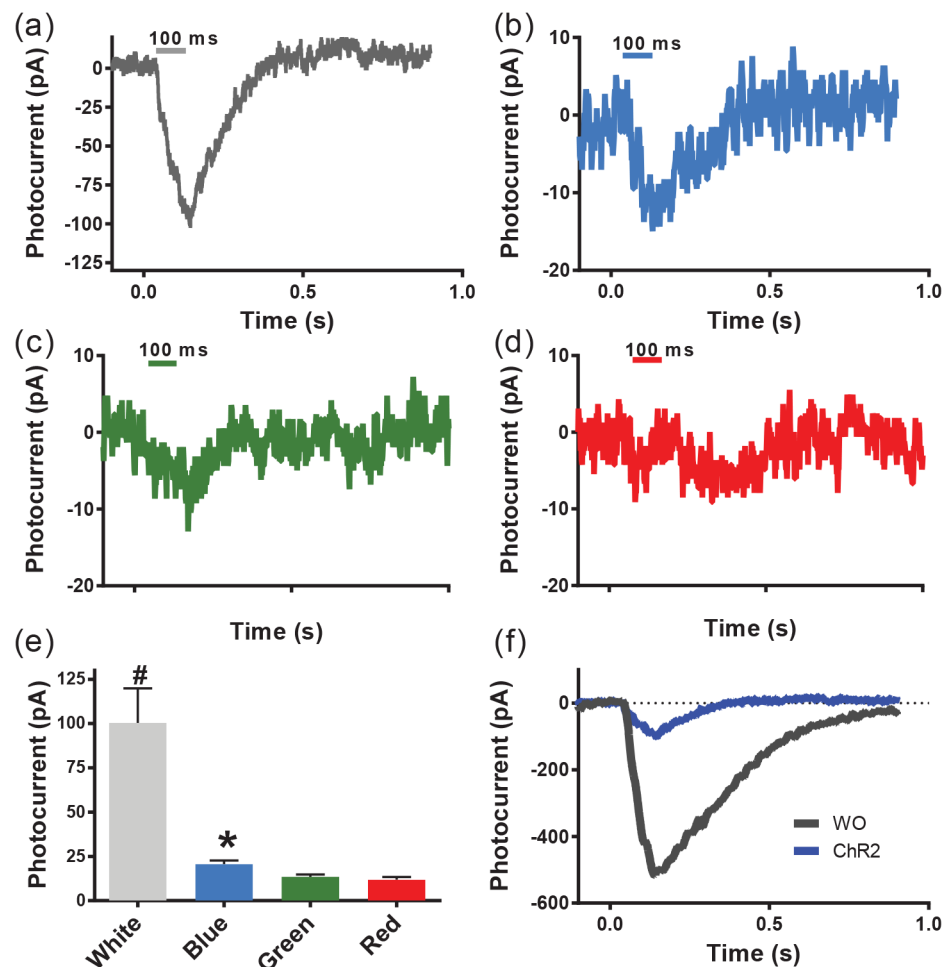 (a)
100 ms
Photocurrent (pA)
0
-25
-50
-75
-100
-125
0.0
0.5
1.0
Time (s)
(b)
100 ms
Photocurrent (pA)
10
0
-10
-20
0.0
0.5
1.0
Time (s)
(c)
100 ms
Photocurrent (pA)
10
0
-10
-20
Time (s)
(d)
100 ms
Photocurrent (pA)
10
0
-10
-20
Time (s)
(e)
Photocurrent (pA)
125
100
75
50
25
0
#
*
White
Blue
Green
Red
(f)
Photocurrent (pA)
0
-200
-400
-600
WO
ChR2
0.0
0.5
1.0
Time (s)